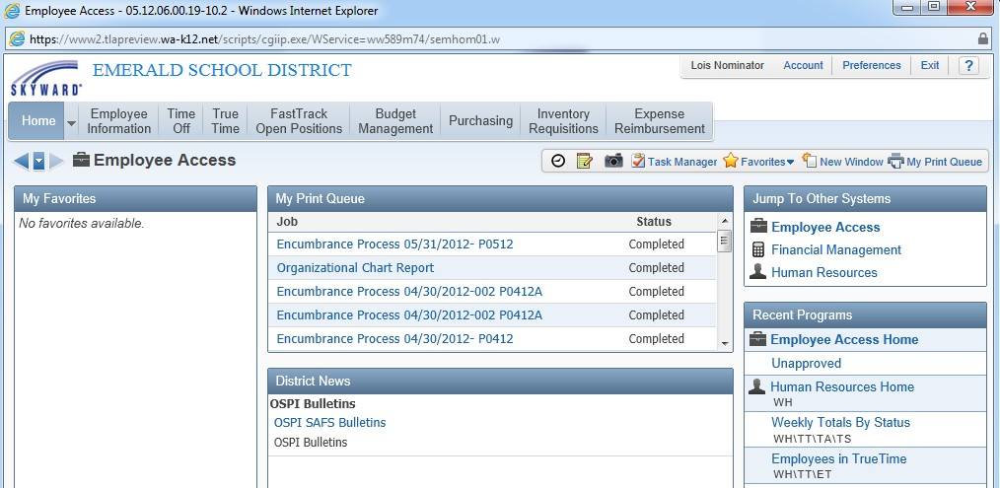 Employee Access - 05.12.06.00.19-10.2 - Windows Internet Explorer
https://www2.tlapreview.wa-k12.net/scripts/cgiip.exe/WService=ww589m74/semhom01.w
SKYWARD®
EMERALD SCHOOL DISTRICT
Lois Nominator Account Preferences Exit ?
Home
Employee
Information
Time
Off
True
Time
FastTrack
Open Positions
Budget
Management
Purchasing
Inventory
Requisitions
Expense
Reimbursement
Employee Access
Task Manager Favorites New Window My Print Queue
My Favorites
No favorites available.
My Print Queue
Job Status
Encumbrance Process 05/31/2012- P0512 Completed
Organizational Chart Report Completed
Encumbrance Process 04/30/2012-002 P0412A Completed
Encumbrance Process 04/30/2012-002 P0412A Completed
Encumbrance Process 04/30/2012- P0412 Completed
District News
OSPI Bulletins
OSPI SAFS Bulletins
OSPI Bulletins
Jump To Other Systems
Employee Access
Financial Management
Human Resources
Recent Programs
Employee Access Home
Unapproved
Human Resources Home
WH
Weekly Totals By Status
WH\TT\TA\TS
Employees in TrueTime
WH\TT\ET